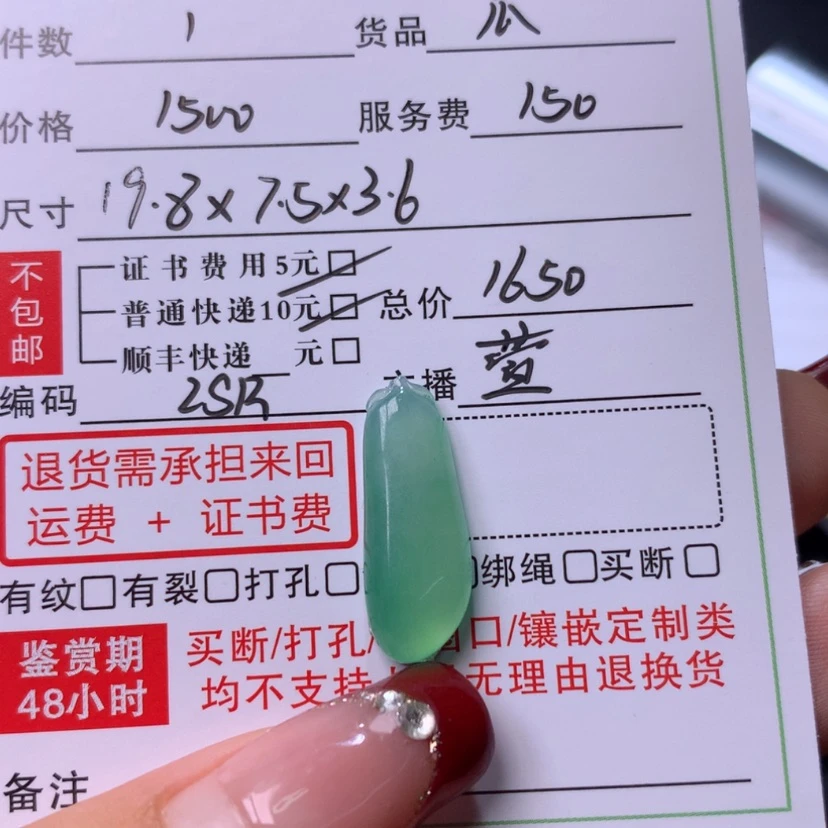 件数 1 货品 瓜
价格 1500 服务费 150
尺寸 19.8x7.5x3.6
不包邮
证书费用5元
普通快递10元 总价 1650
顺丰快递 元
编码 2SR 播 萱
退货需承担来回
运费 + 证书费
有纹 有裂 打孔 绑绳 买断
鉴赏期
48小时
买断/打孔/ 口/镶嵌定制类
均不支持 无理由退换货
备注